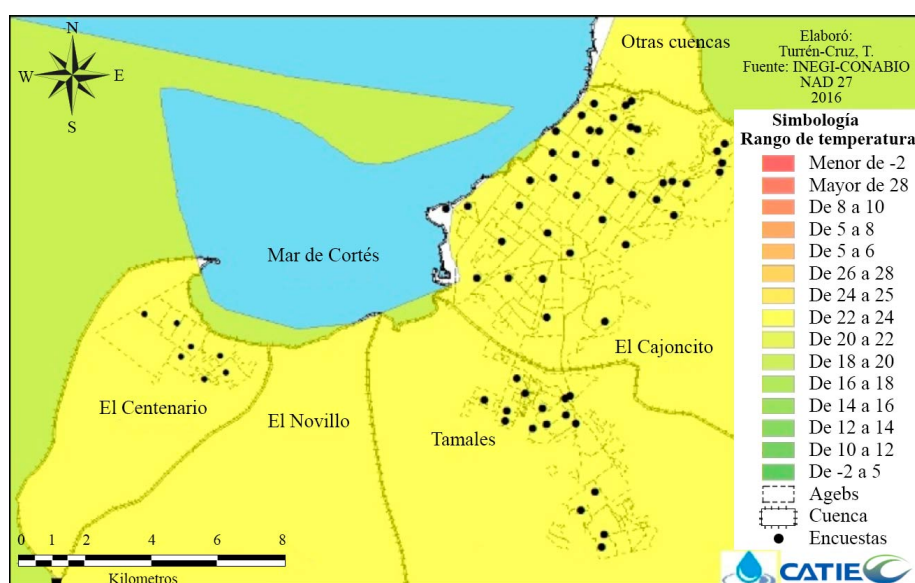 N
W
E
S
Otras cuencas
Elaboró:
Turrén-Cruz, T.
Fuente: INEGI-CONABIO
NAD 27
2016
Simbología
Rango de temperatura
Menor de -2
Mayor de 28
De 8 a 10
De 5 a 8
De 5 a 6
De 26 a 28
De 24 a 25
De 22 a 24
De 20 a 22
De 18 a 20
De 16 a 18
De 14 a 16
De 12 a 14
De 10 a 12
De -2 a 5
Agebs
Cuenca
Encuestas
Mar de Cortés
El Cajoncito
El Centenario
El Novillo
Tamales
0 1 2 4 6 8
Kilometros
CATIE